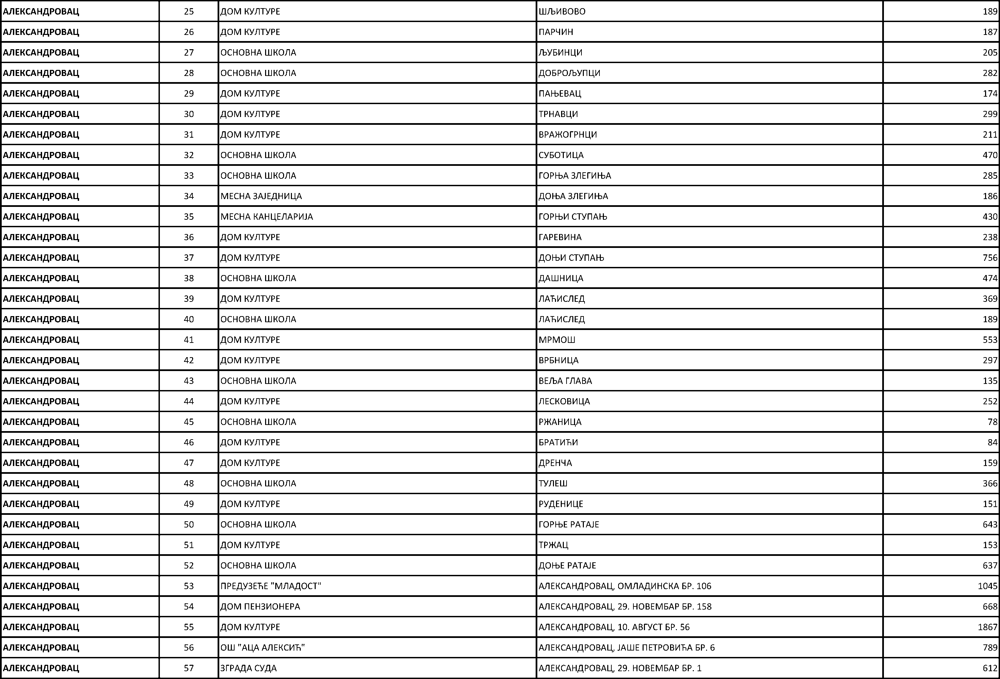 АЛЕКСАНДРОВАЦ 25 ДОМ КУЛТУРЕ ШЉИВОВО 189
АЛЕКСАНДРОВАЦ 26 ДОМ КУЛТУРЕ ПАРЧИН 187
АЛЕКСАНДРОВАЦ 27 ОСНОВНА ШКОЛА ЉУБИНЦИ 205
АЛЕКСАНДРОВАЦ 28 ОСНОВНА ШКОЛА ДОБРОЉУПЦИ 282
АЛЕКСАНДРОВАЦ 29 ДОМ КУЛТУРЕ ПАЊЕВАЦ 174
АЛЕКСАНДРОВАЦ 30 ДОМ КУЛТУРЕ ТРНАВЦИ 299
АЛЕКСАНДРОВАЦ 31 ДОМ КУЛТУРЕ ВРАЖОГРНЦИ 211
АЛЕКСАНДРОВАЦ 32 ОСНОВНА ШКОЛА СУБОТИЦА 470
АЛЕКСАНДРОВАЦ 33 ОСНОВНА ШКОЛА ГОРЊА ЗЛЕГИЊА 285
АЛЕКСАНДРОВАЦ 34 МЕСНА ЗАЈЕДНИЦА ДОЊА ЗЛЕГИЊА 186
АЛЕКСАНДРОВАЦ 35 МЕСНА КАНЦЕЛАРИЈА ГОРЊИ СТУПАЊ 430
АЛЕКСАНДРОВАЦ 36 ДОМ КУЛТУРЕ ГАРЕВИНА 238
АЛЕКСАНДРОВАЦ 37 ДОМ КУЛТУРЕ ДОЊИ СТУПАЊ 756
АЛЕКСАНДРОВАЦ 38 ОСНОВНА ШКОЛА ДАШНИЦА 474
АЛЕКСАНДРОВАЦ 39 ДОМ КУЛТУРЕ ЛАЋИСЛЕД 369
АЛЕКСАНДРОВАЦ 40 ОСНОВНА ШКОЛА ЛАЋИСЛЕД 189
АЛЕКСАНДРОВАЦ 41 ДОМ КУЛТУРЕ МРМОШ 553
АЛЕКСАНДРОВАЦ 42 ДОМ КУЛТУРЕ ВРБНИЦА 297
АЛЕКСАНДРОВАЦ 43 ОСНОВНА ШКОЛА ВЕЉА ГЛАВА 135
АЛЕКСАНДРОВАЦ 44 ДОМ КУЛТУРЕ ЛЕСКОВИЦА 252
АЛЕКСАНДРОВАЦ 45 ОСНОВНА ШКОЛА РЖАНИЦА 78
АЛЕКСАНДРОВАЦ 46 ДОМ КУЛТУРЕ БРАТИЋИ 84
АЛЕКСАНДРОВАЦ 47 ДОМ КУЛТУРЕ ДРЕНЧА 159
АЛЕКСАНДРОВАЦ 48 ОСНОВНА ШКОЛА ТУЛЕШ 366
АЛЕКСАНДРОВАЦ 49 ДОМ КУЛТУРЕ РУДЕНИЦЕ 151
АЛЕКСАНДРОВАЦ 50 ОСНОВНА ШКОЛА ГОРЊЕ РАТАЈЕ 643
АЛЕКСАНДРОВАЦ 51 ДОМ КУЛТУРЕ ТРЖАЦ 153
АЛЕКСАНДРОВАЦ 52 ОСНОВНА ШКОЛА ДОЊЕ РАТАЈЕ 637
АЛЕКСАНДРОВАЦ 53 ПРЕДУЗЕЋЕ "МЛАДОСТ" АЛЕКСАНДРОВАЦ, ОМЛАДИНСКА БР. 106 1045
АЛЕКСАНДРОВАЦ 54 ДОМ ПЕНЗИОНЕРА АЛЕКСАНДРОВАЦ, 29. НОВЕМБАР БР. 158 668
АЛЕКСАНДРОВАЦ 55 ДОМ КУЛТУРЕ АЛЕКСАНДРОВАЦ, 10. АВГУСТ БР. 56 1867
АЛЕКСАНДРОВАЦ 56 ОШ "АЦА АЛЕКСИЋ" АЛЕКСАНДРОВАЦ, ЈАШЕ ПЕТРОВИЋА БР. 6 789
АЛЕКСАНДРОВАЦ 57 ЗГРАДА СУДА АЛЕКСАНДРОВАЦ, 29. НОВЕМБАР БР. 1 612